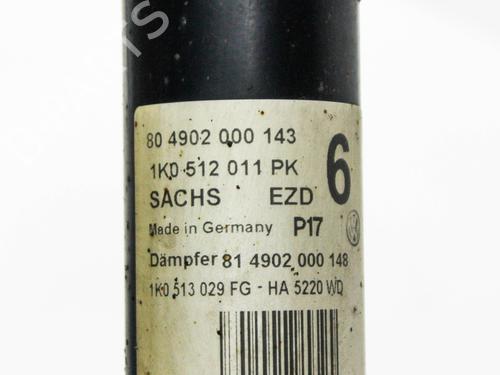 80 4902 000 143
1K0 512 011 PK
6
SACHS EZD
Made in Germany P17
Dämpfer 81 4902 000 148
1K0 513 029 FG - HA 5220 WD